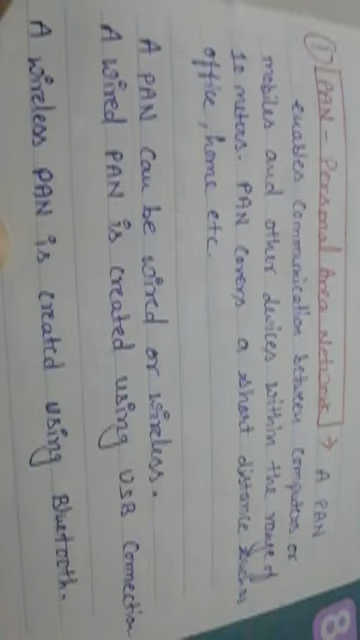 ① PAN - Personal Area Network → A PAN
enables communication between computers or
mobiles and other devices within the range of
10 meters. PAN covers a short distance such as
office, home etc.
A PAN can be wired or wireless.
A wired PAN is created using USB Connection
A wireless PAN is created using Bluetooth.
8